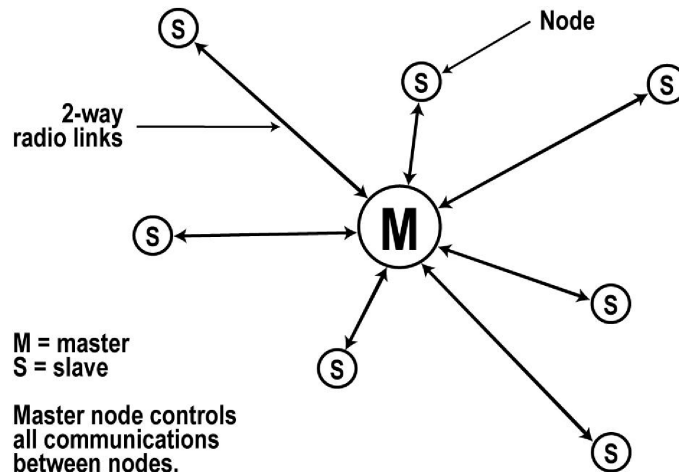 S
Node
S
S
2-way
radio links
M
S
S
S
S
M = master
S = slave
Master node controls
all communications
between nodes.